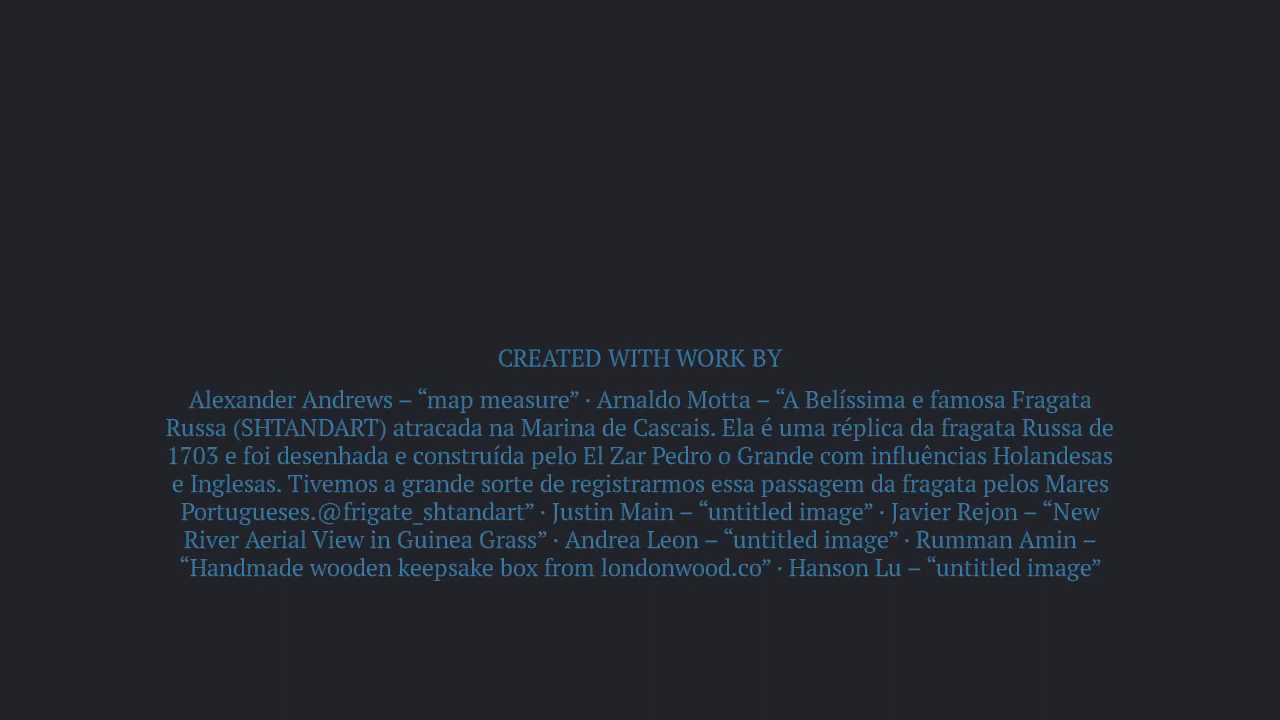 CREATED WITH WORK BY
Alexander Andrews – “map measure” · Arnaldo Motta – “A Belíssima e famosa Fragata
Russa (SHTANDART) atracada na Marina de Cascais. Ela é uma réplica da fragata Russa de
1703 e foi desenhada e construída pelo El Zar Pedro o Grande com influências Holandesas
e Inglesas. Tivemos a grande sorte de registrarmos essa passagem da fragata pelos Mares
Portugueses.@frigate_shtandart” · Justin Main – “untitled image” · Javier Rejon – “New
River Aerial View in Guinea Grass” · Andrea Leon – “untitled image” · Rumman Amin –
“Handmade wooden keepsake box from londonwood.co” · Hanson Lu – “untitled image”